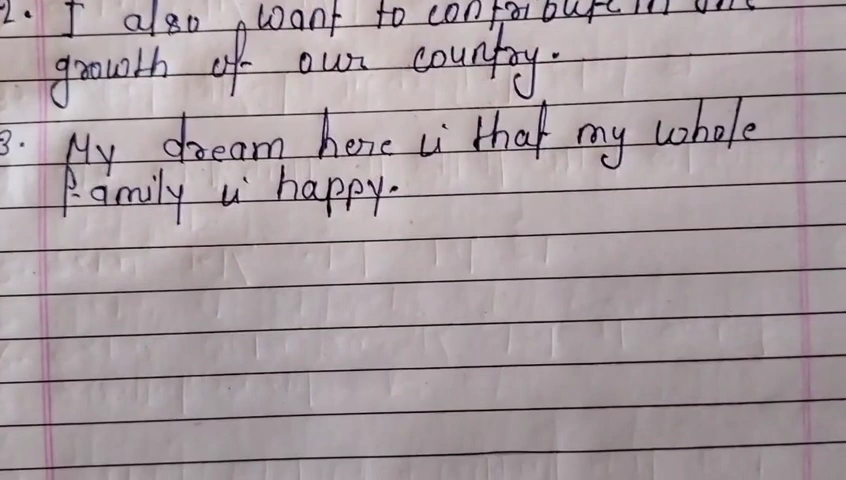 2. I also want to contribute in the
growth of our country.
3. My dream here is that my whole
family is happy.